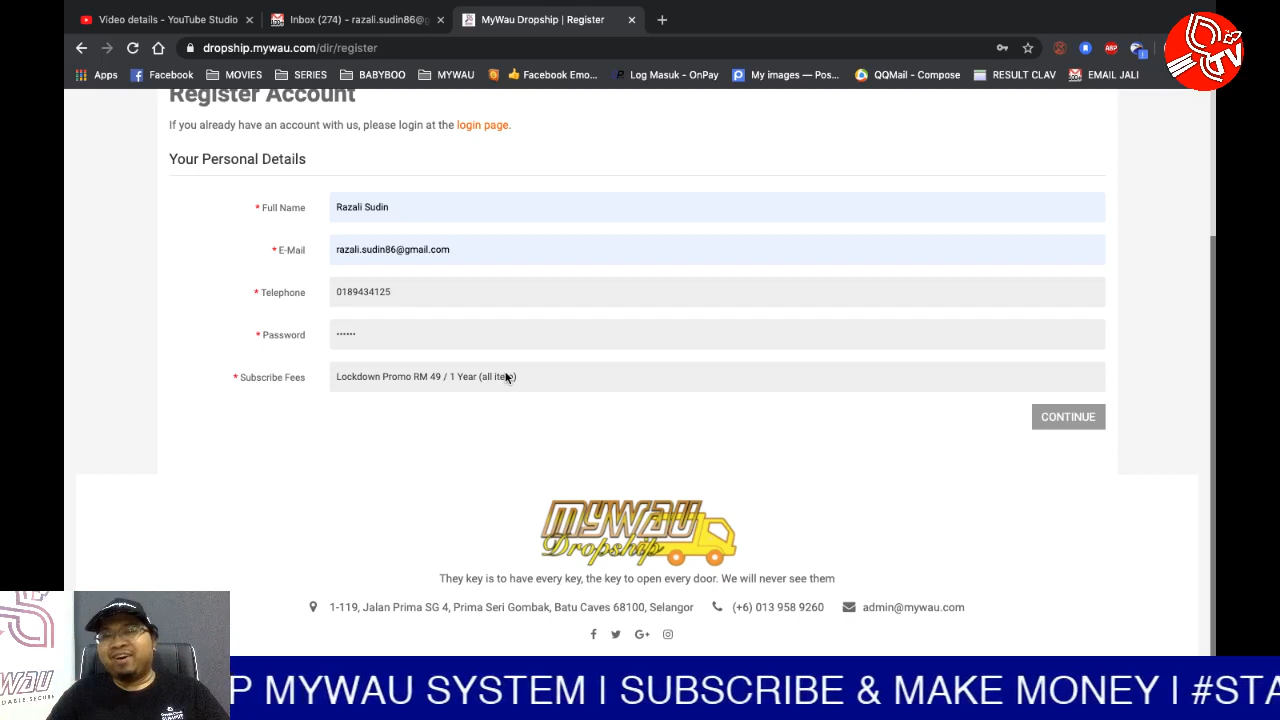 Video details - YouTube Studio
Inbox (274) - razali.sudin86@g
MyWau Dropship | Register
dropship.mywau.com/dir/register
ABP
Apps
Facebook
MOVIES
SERIES
BABYBOO
MYWAU
Facebook Emo...
Log Masuk - OnPay
My images — Pos...
QQMail - Compose
RESULT CLAV
EMAIL JALI
TV
Register Account
If you already have an account with us, please login at the login page.
Your Personal Details
* Full Name
Razali Sudin
* E-Mail
razali.sudin86@gmail.com
* Telephone
0189434125
* Password
······
* Subscribe Fees
Lockdown Promo RM 49 / 1 Year (all
CONTINUE
MYWAU
Dropship
They key is to have every key, the key to open every door. We will never see them
1-119, Jalan Prima SG 4, Prima Seri Gombak, Batu Caves 68100, Selangor
(+6) 013 958 9260
admin@mywau.com
P MYWAU SYSTEM I SUBSCRIBE & MAKE MONEY I #STA